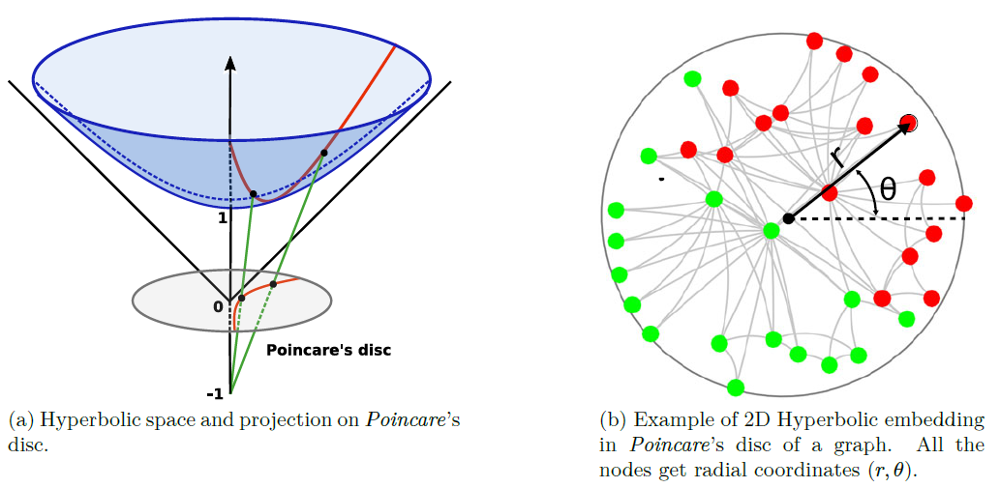 1
0
Poincare's disc
-1
(a) Hyperbolic space and projection on Poincare's
disc.
r
θ
(b) Example of 2D Hyperbolic embedding
in Poincare's disc of a graph. All the
nodes get radial coordinates (r, θ).